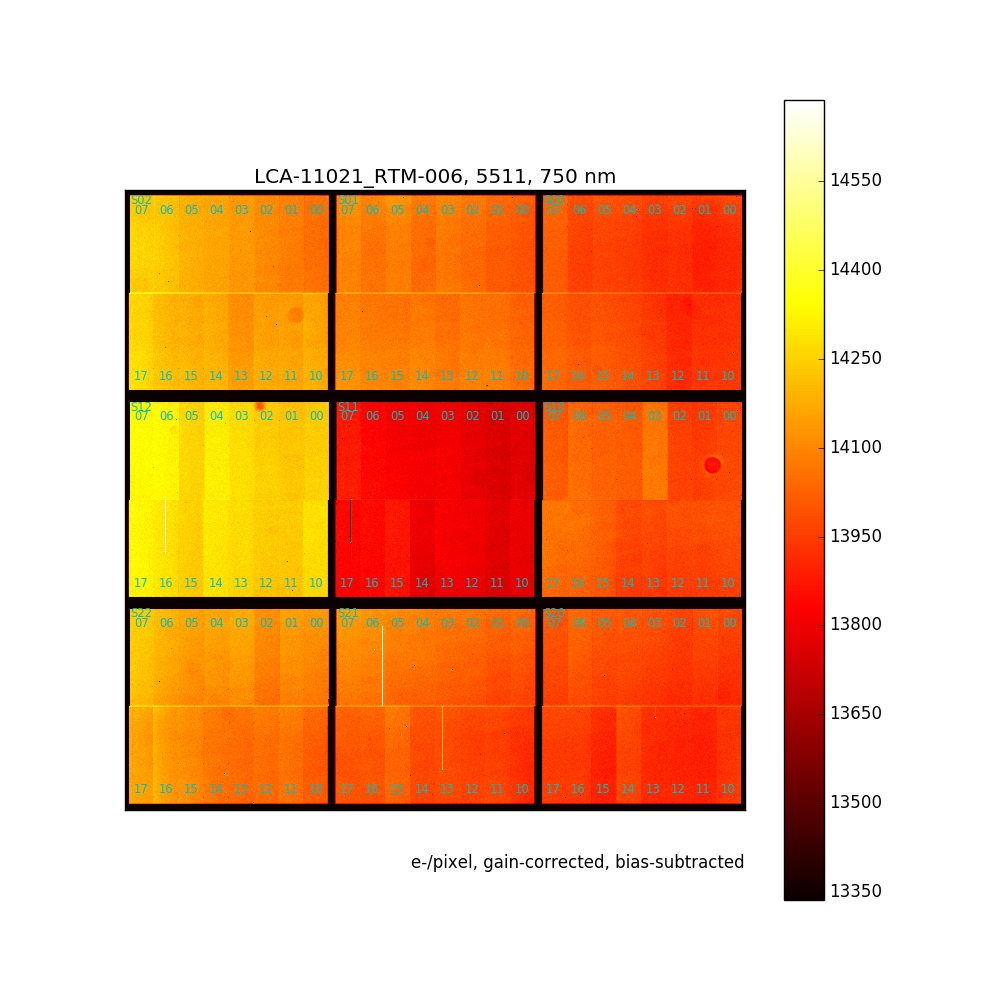 LCA-11021_RTM-006, 5511, 750 nm
S02 S01 S00
07 06 05 04 03 02 01 00 07 06 05 04 03 02 01 00 07 06 05 04 03 02 01 00
17 16 15 14 13 12 11 10 17 16 15 14 13 12 11 10 17 16 15 14 13 12 11 10
S12 S11 S10
07 06 05 04 03 02 01 00 07 06 05 04 03 02 01 00 07 06 05 04 03 02 01 00
17 16 15 14 13 12 11 10 17 16 15 14 13 12 11 10 17 16 15 14 13 12 11 10
S22 S21 S20
07 06 05 04 03 02 01 00 07 06 05 04 03 02 01 00 07 06 05 04 03 02 01 00
17 16 15 14 13 12 11 10 17 16 15 14 13 12 11 10 17 16 15 14 13 12 11 10
e-/pixel, gain-corrected, bias-subtracted
14550
14400
14250
14100
13950
13800
13650
13500
13350